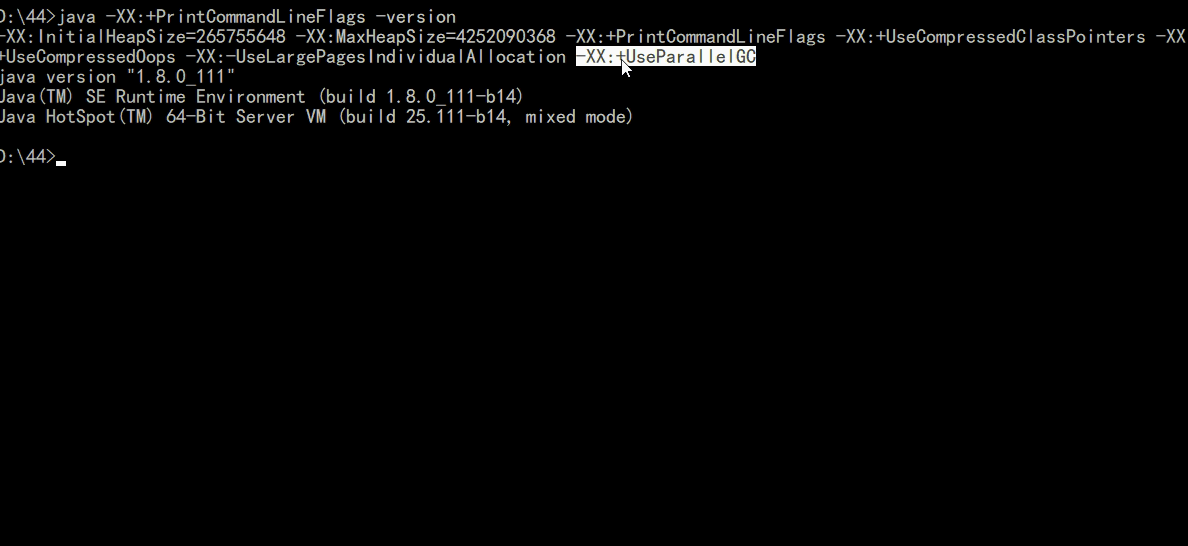 D:\44>java -XX:+PrintCommandLineFlags -version
-XX:InitialHeapSize=265755648 -XX:MaxHeapSize=4252090368 -XX:+PrintCommandLineFlags -XX:+UseCompressedClassPointers -XX
+UseCompressedOops -XX:-UseLargePagesIndividualAllocation -XX:+UseParallelGC
java version "1.8.0_111"
Java(TM) SE Runtime Environment (build 1.8.0_111-b14)
Java HotSpot(TM) 64-Bit Server VM (build 25.111-b14, mixed mode)
D:\44>